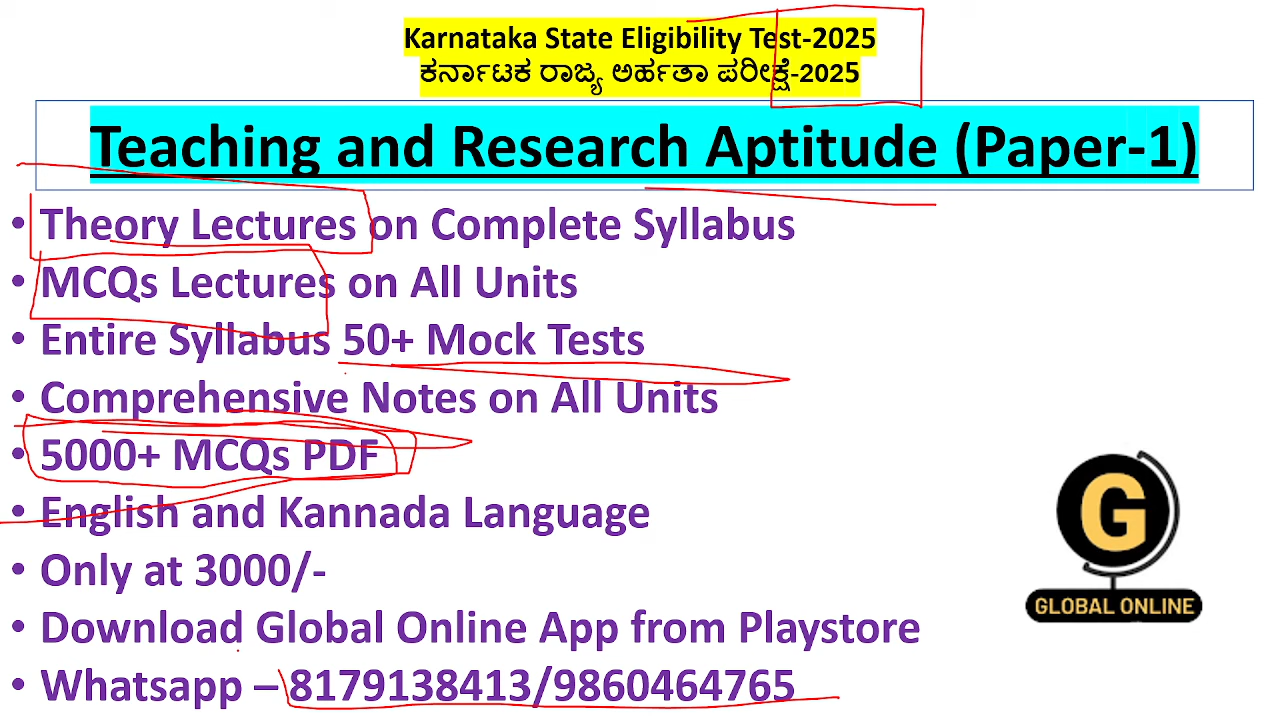 Karnataka State Eligibility Test-2025
ಕರ್ನಾಟಕ ರಾಜ್ಯ ಅರ್ಹತಾ ಪರೀಕ್ಷೆ-2025
Teaching and Research Aptitude (Paper-1)
• Theory Lectures on Complete Syllabus
• MCQs Lectures on All Units
• Entire Syllabus 50+ Mock Tests
• Comprehensive Notes on All Units
• 5000+ MCQs PDF
• English and Kannada Language
• Only at 3000/-
• Download Global Online App from Playstore
• Whatsapp – 8179138413/9860464765
G
GLOBAL ONLINE